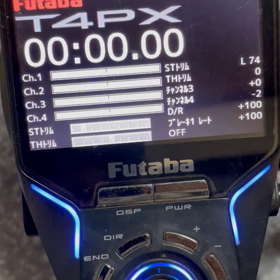 Futaba
T4PX
00:00.00
Ch.1 STﾄﾘﾑ L 74
Ch.2 THﾄﾘﾑ 0
Ch.3 ﾁｬﾝﾈﾙ3 +0
Ch.4 ﾁｬﾝﾈﾙ4 -2
D/R +100
STﾄﾘﾑ ﾌﾞﾚｰｷ1 ﾚｰﾄ +100
THﾄﾘﾑ OFF
Futaba
DSP PWR
DIR + -
END